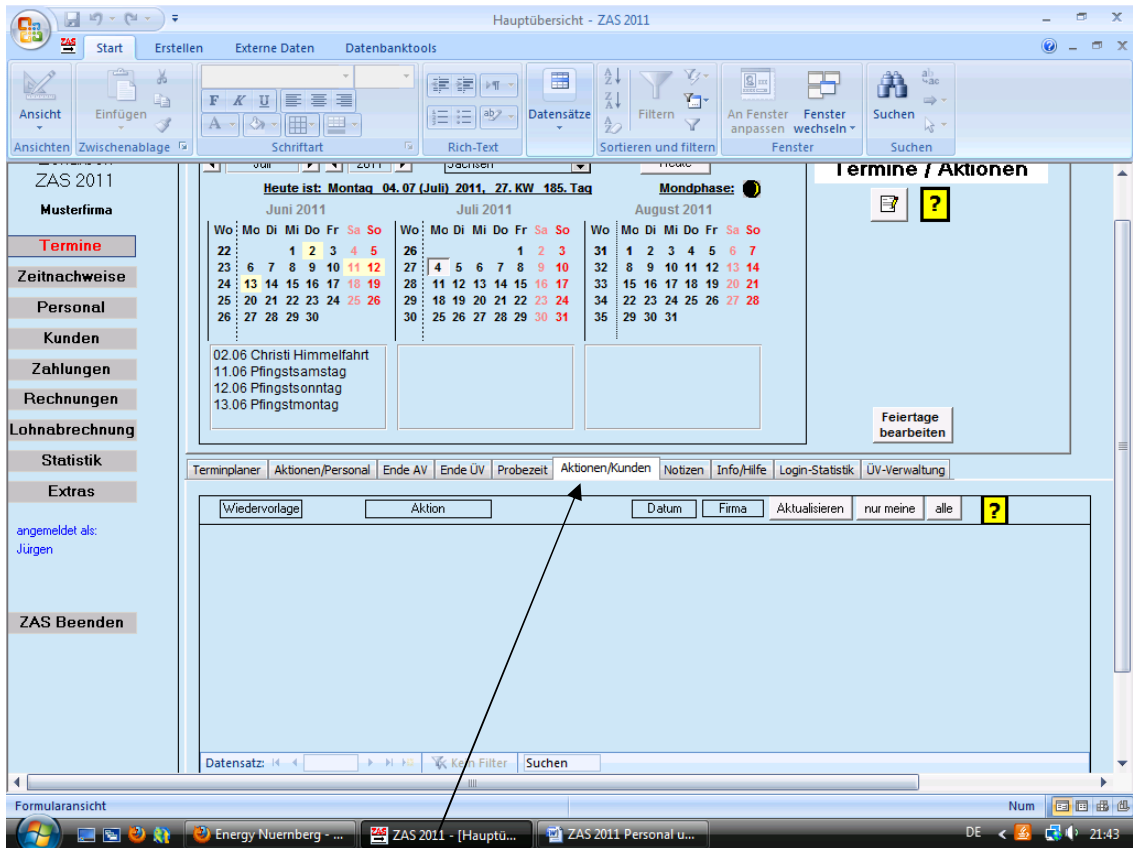 Hauptübersicht - ZAS 2011
Start Erstellen Externe Daten Datenbanktools
Ansicht Einfügen F K U Datensätze Filtern An Fenster anpassen Fenster wechseln Suchen
Ansichten Zwischenablage Schriftart Rich-Text Sortieren und filtern Fenster Suchen
ZAS 2011
Musterfirma
Termine
Zeitnachweise
Personal
Kunden
Zahlungen
Rechnungen
Lohnabrechnung
Statistik
Extras
angemeldet als:
Jürgen
ZAS Beenden
Juli 2011 Sachsen Heute
Heute ist: Montag 04. 07 (Juli) 2011, 27. KW 185. Tag Mondphase:
Juni 2011 Juli 2011 August 2011
Wo Mo Di Mi Do Fr Sa So Wo Mo Di Mi Do Fr Sa So Wo Mo Di Mi Do Fr Sa So
22 1 2 3 4 5 26 1 2 3 31 1 2 3 4 5 6 7
23 6 7 8 9 10 11 12 27 4 5 6 7 8 9 10 32 8 9 10 11 12 13 14
24 13 14 15 16 17 18 19 28 11 12 13 14 15 16 17 33 15 16 17 18 19 20 21
25 20 21 22 23 24 25 26 29 18 19 20 21 22 23 24 34 22 23 24 25 26 27 28
26 27 28 29 30 30 25 26 27 28 29 30 31 35 29 30 31
02.06 Christi Himmelfahrt
11.06 Pfingstsamstag
12.06 Pfingstsonntag
13.06 Pfingstmontag
Termine / Aktionen
?
Feiertage
bearbeiten
Terminplaner Aktionen/Personal Ende AV Ende ÜV Probezeit Aktionen/Kunden Notizen Info/Hilfe Login-Statistik ÜV-Verwaltung
Wiedervorlage Aktion Datum Firma Aktualisieren nur meine alle ?
Datensatz: Kein Filter Suchen
Formularansicht Num
Energy Nuernberg - ... ZAS 2011 - [Hauptü... ZAS 2011 Personal u... DE 21:43